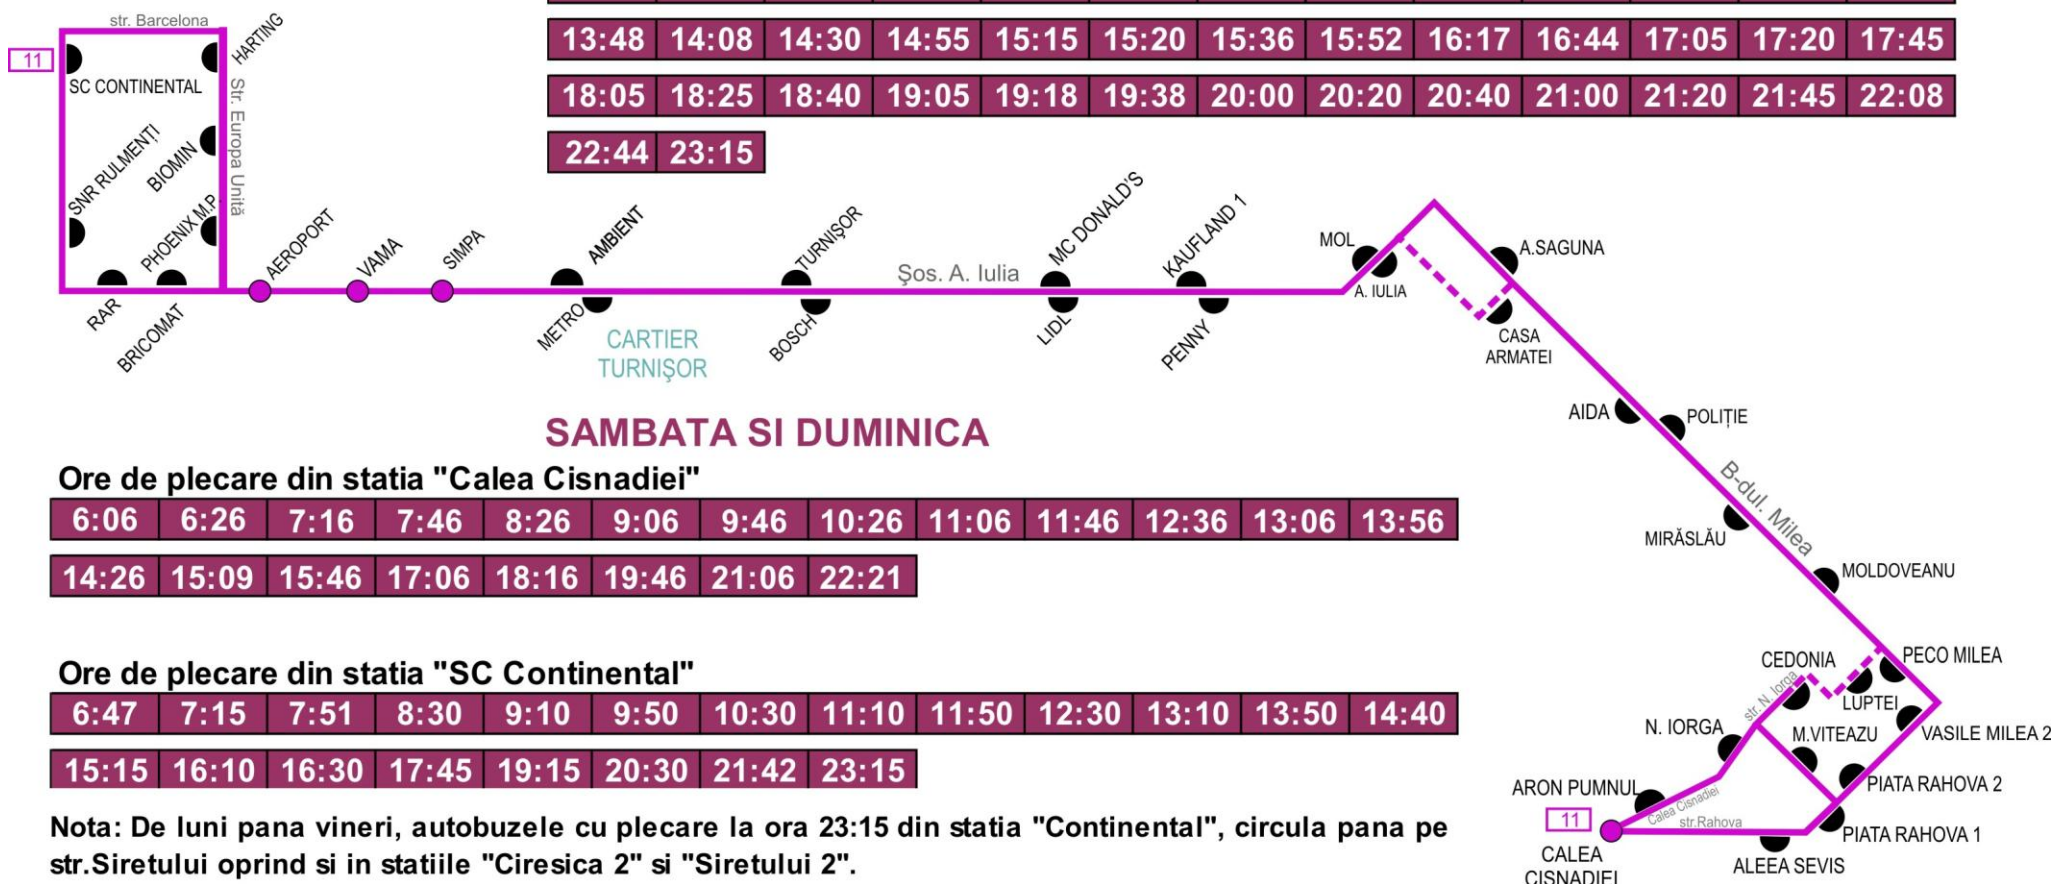 str. Barcelona
HARTING
11
SC CONTINENTAL
Str. Europa Unită
SNR RULMENȚI
BIOMIN
PHOENIX M.P.
RAR
BRICOMAT
AEROPORT
VAMA
SIMPA
13:48 14:08 14:30 14:55 15:15 15:20 15:36 15:52 16:17 16:44 17:05 17:20 17:45
18:05 18:25 18:40 19:05 19:18 19:38 20:00 20:20 20:40 21:00 21:20 21:45 22:08
22:44 23:15
AMBIENT
METRO
CARTIER
TURNIŞOR
TURNIŞOR
BOSCH
Şos. A. Iulia
MC DONALD'S
LIDL
KAUFLAND 1
PENNY
MOL
A. IULIA
A.SAGUNA
CASA
ARMATEI
AIDA
POLIȚIE
B-dul. Milea
MIRĂSLĂU
MOLDOVEANU
SAMBATA SI DUMINICA
Ore de plecare din statia "Calea Cisnadiei"
6:06 6:26 7:16 7:46 8:26 9:06 9:46 10:26 11:06 11:46 12:36 13:06 13:56
14:26 15:09 15:46 17:06 18:16 19:46 21:06 22:21
Ore de plecare din statia "SC Continental"
6:47 7:15 7:51 8:30 9:10 9:50 10:30 11:10 11:50 12:30 13:10 13:50 14:40
15:15 16:10 16:30 17:45 19:15 20:30 21:42 23:15
Nota: De luni pana vineri, autobuzele cu plecare la ora 23:15 din statia "Continental", circula pana pe
str.Siretului oprind si in statiile "Ciresica 2" si "Siretului 2".
CEDONIA
PECO MILEA
str. N. Iorga
LUPTEI
N. IORGA
M.VITEAZU
VASILE MILEA 2
ARON PUMNUL
PIATA RAHOVA 2
Calea Cisnadiei
11
str.Rahova
PIATA RAHOVA 1
CALEA
CISNADIEI
ALEEA SEVIS